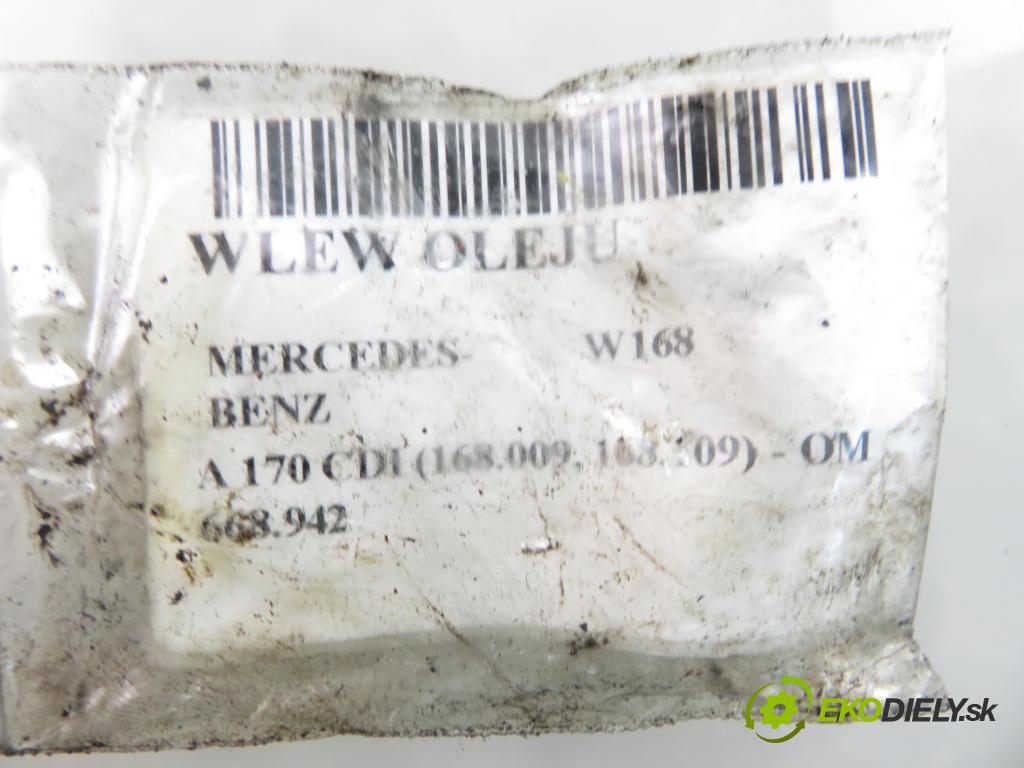 WLEW OLEJU
MERCEDES- W168
BENZ
A 170 CDI (168.009, 168.109) - OM
668.942
EKODIELY.sk